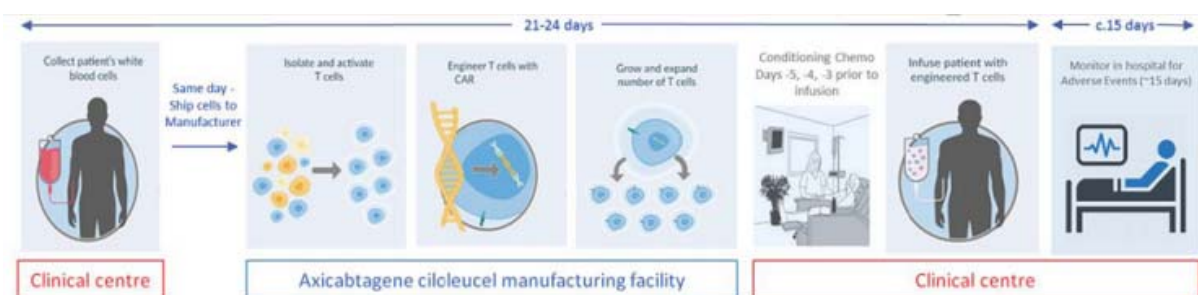 21-24 days
c.15 days
Collect patient's white
blood cells
Same day -
Ship cells to
Manufacturer
Isolate and activate
T cells
Engineer T cells with
CAR
Grow and expand
number of T cells
Conditioning Chemo
Days -5, -4, -3 prior to
infusion
Infuse patient with
engineered T cells
Monitor in hospital for
Adverse Events (~15 days)
Clinical centre
Axicabtagene ciloleucel manufacturing facility
Clinical centre